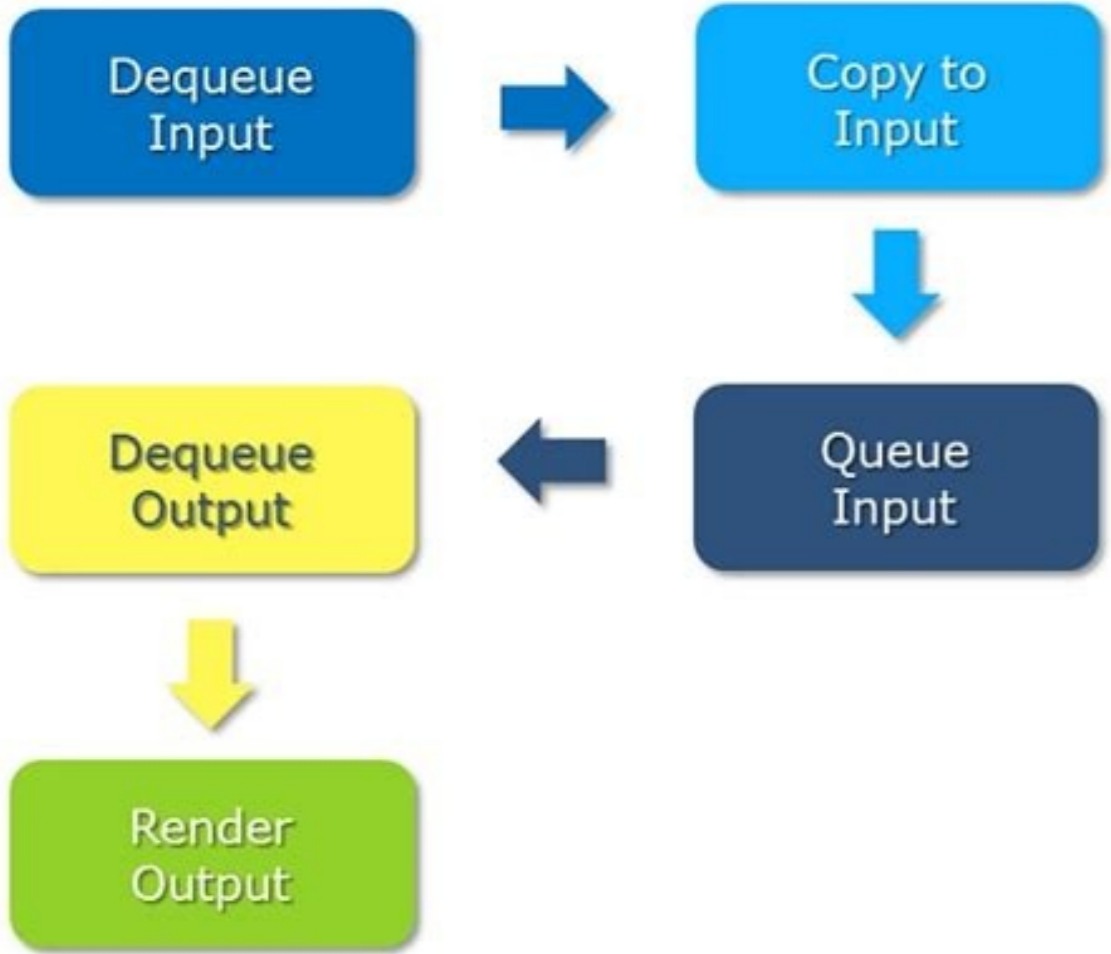 Dequeue
Input
Copy to
Input
Queue
Input
Dequeue
Output
Render
Output